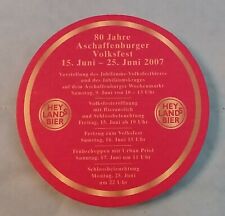 80 Jahre
Aschaffenburger
Volksfest
15. Juni – 25. Juni 2007
Vorstellung des Jubiläums-Volksfestbieres
und des Jubiläumskruges
auf dem Aschaffenburger Wochenmarkt
Samstag, 9. Juni von 10 – 13 Uhr
Volksfesteröffnung
mit Bieranstich
und Schlossbeleuchtung
Freitag, 15. Juni ab 19 Uhr
HEY
LAND
BIER
HEY
LAND
BIER
Festzug zum Volksfest
Samstag, 16. Juni 15 Uhr
Frühschoppen mit Urban Priol
Sonntag, 17. Juni um 11 Uhr
Schlossbeleuchtung
Montag, 25. Juni
um 22 Uhr